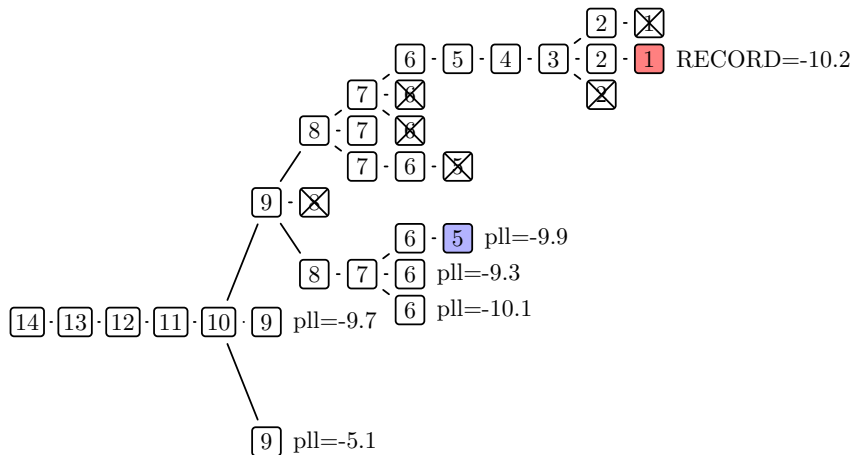 2 1
6 5 4 3 2 1 RECORD=-10.2
7 6 2
8 7 6
7 6 5
9 8
6 5 pll=-9.9
8 7 6 pll=-9.3
6 pll=-10.1
14 13 12 11 10 9 pll=-9.7
9 pll=-5.1